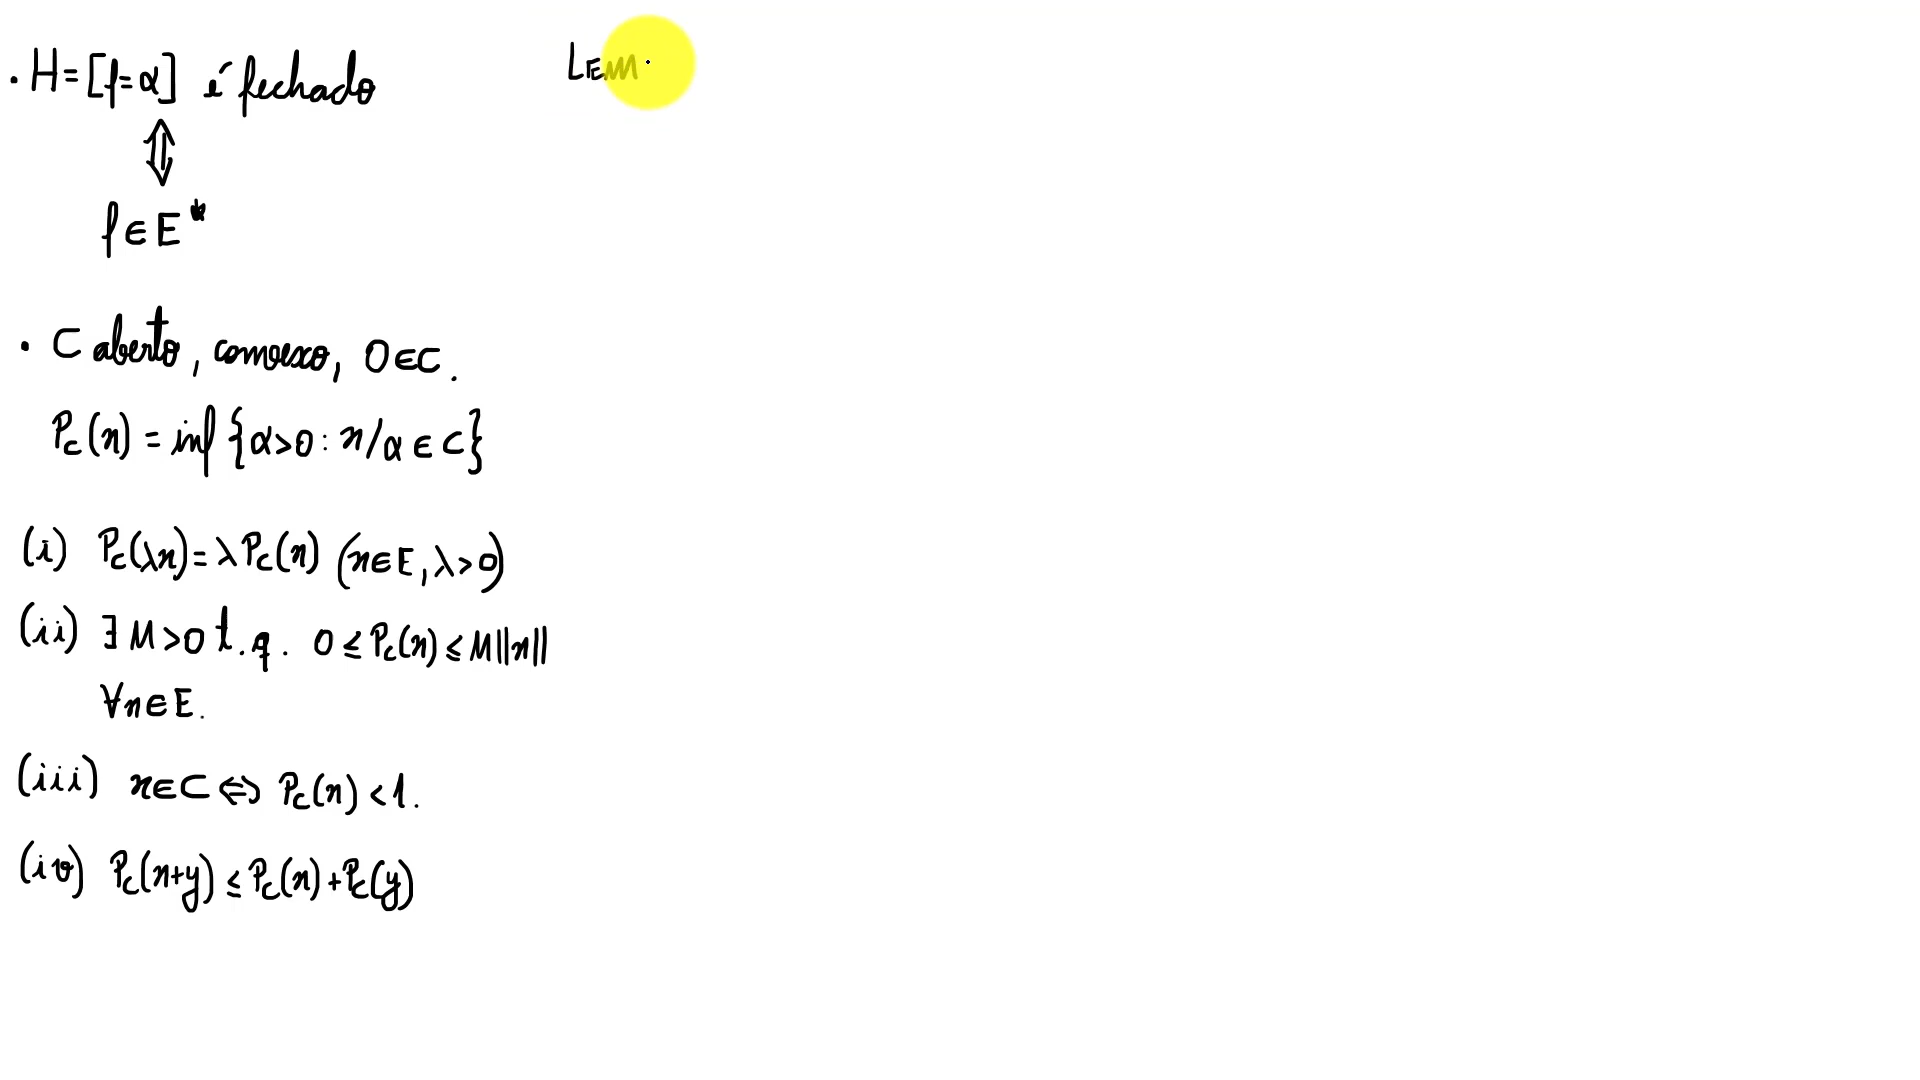 . H = [f = α] é fechado
⇕
f ∈ E*
. C aberto, convexo, 0 ∈ C.
P_C(x) = inf {α > 0 : x/α ∈ C}
(i) P_C(λx) = λ P_C(x) (x ∈ E, λ > 0)
(ii) ∃ M > 0 t.q. 0 ≤ P_C(x) ≤ M||x||
∀x ∈ E.
(iii) x ∈ C ⇔ P_C(x) < 1.
(iv) P_C(x+y) ≤ P_C(x) + P_C(y)
LEM